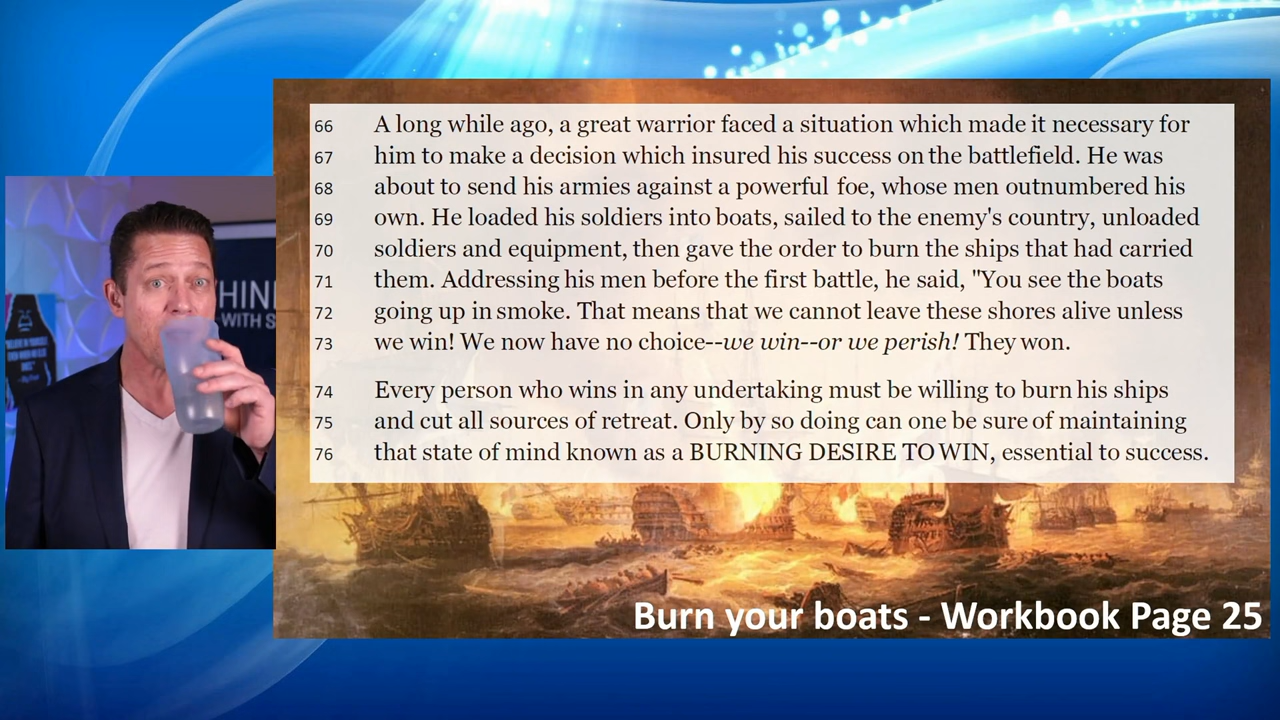 HIN
WITH S
66 A long while ago, a great warrior faced a situation which made it necessary for
67 him to make a decision which insured his success on the battlefield. He was
68 about to send his armies against a powerful foe, whose men outnumbered his
69 own. He loaded his soldiers into boats, sailed to the enemy's country, unloaded
70 soldiers and equipment, then gave the order to burn the ships that had carried
71 them. Addressing his men before the first battle, he said, "You see the boats
72 going up in smoke. That means that we cannot leave these shores alive unless
73 we win! We now have no choice--we win--or we perish! They won.
74 Every person who wins in any undertaking must be willing to burn his ships
75 and cut all sources of retreat. Only by so doing can one be sure of maintaining
76 that state of mind known as a BURNING DESIRE TO WIN, essential to success.
Burn your boats - Workbook Page 25